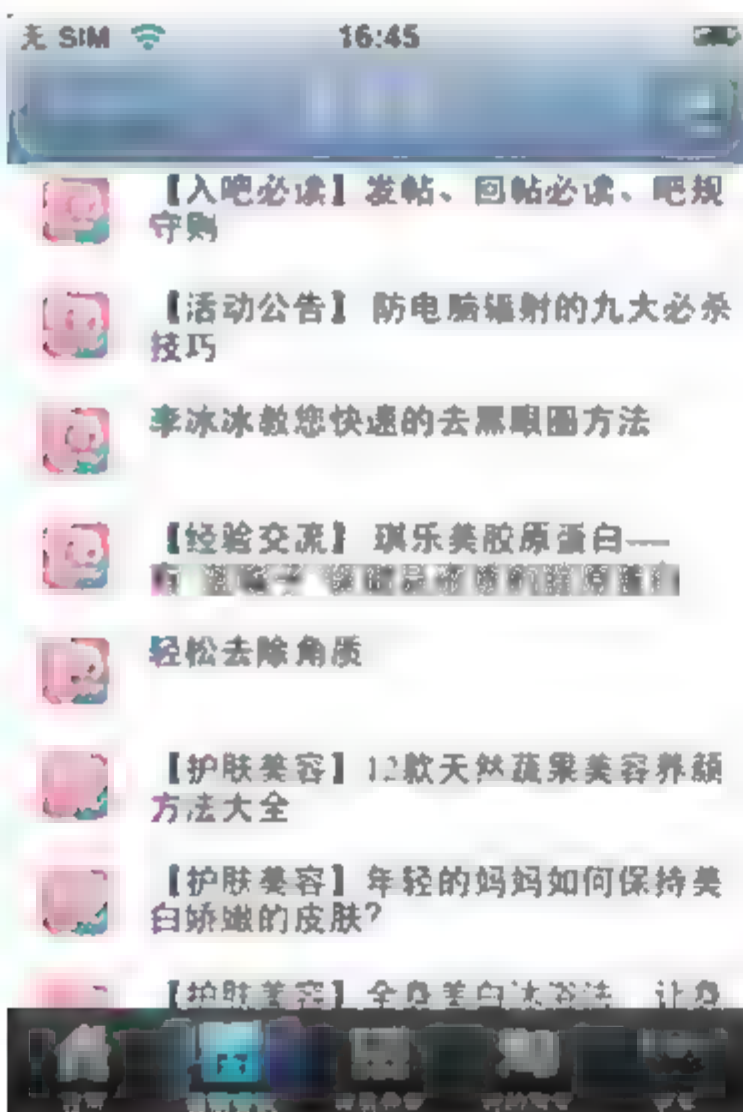 无 SIM
16:45
【入吧必读】发帖、回帖必读、吧规
守则
【活动公告】 防电脑辐射的九大必杀
技巧
李冰冰教您快速的去黑眼圈方法
【经验交流】 琪乐美胶原蛋白——
轻松去除角质
【护肤美容】12款天然蔬果美容养颜
方法大全
【护肤美容】年轻的妈妈如何保持美
白娇嫩的皮肤?
【护肤美容】全身美白沐浴法